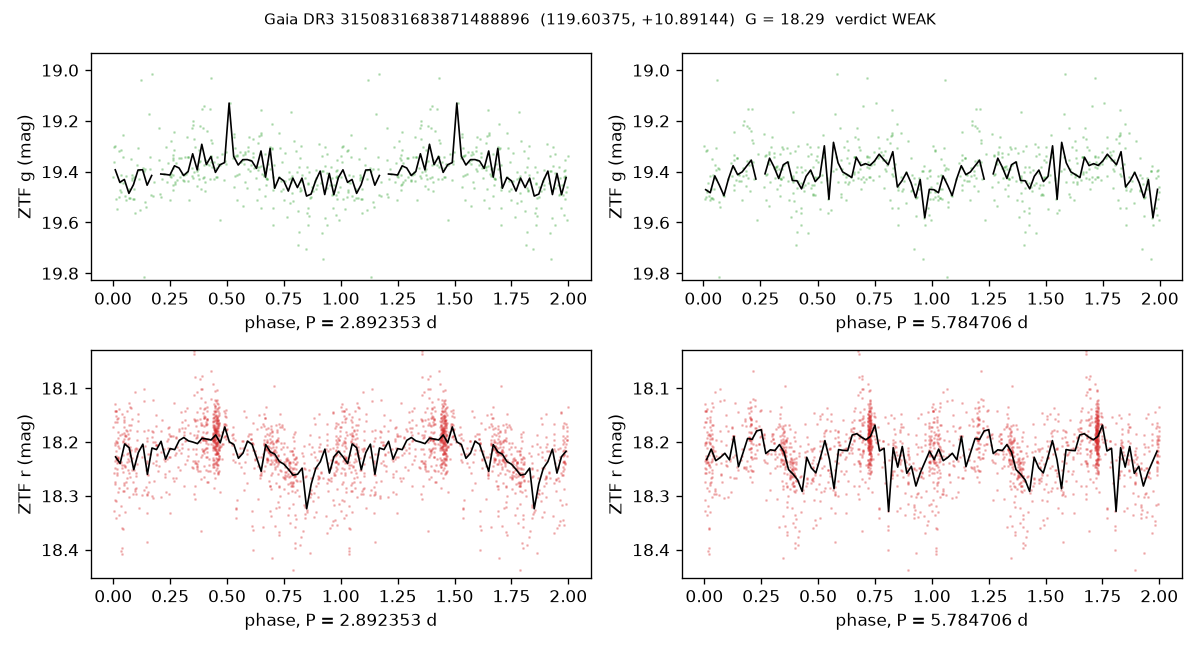 Gaia DR3 3150831683871488896  (119.60375, +10.89144)  G = 18.29  verdict WEAK
ZTF g (mag)
19.0
19.2
19.4
19.6
19.8
0.00 0.25 0.50 0.75 1.00 1.25 1.50 1.75 2.00
phase, P = 2.892353 d
ZTF g (mag)
19.0
19.2
19.4
19.6
19.8
0.00 0.25 0.50 0.75 1.00 1.25 1.50 1.75 2.00
phase, P = 5.784706 d
ZTF r (mag)
18.1
18.2
18.3
18.4
0.00 0.25 0.50 0.75 1.00 1.25 1.50 1.75 2.00
phase, P = 2.892353 d
ZTF r (mag)
18.1
18.2
18.3
18.4
0.00 0.25 0.50 0.75 1.00 1.25 1.50 1.75 2.00
phase, P = 5.784706 d